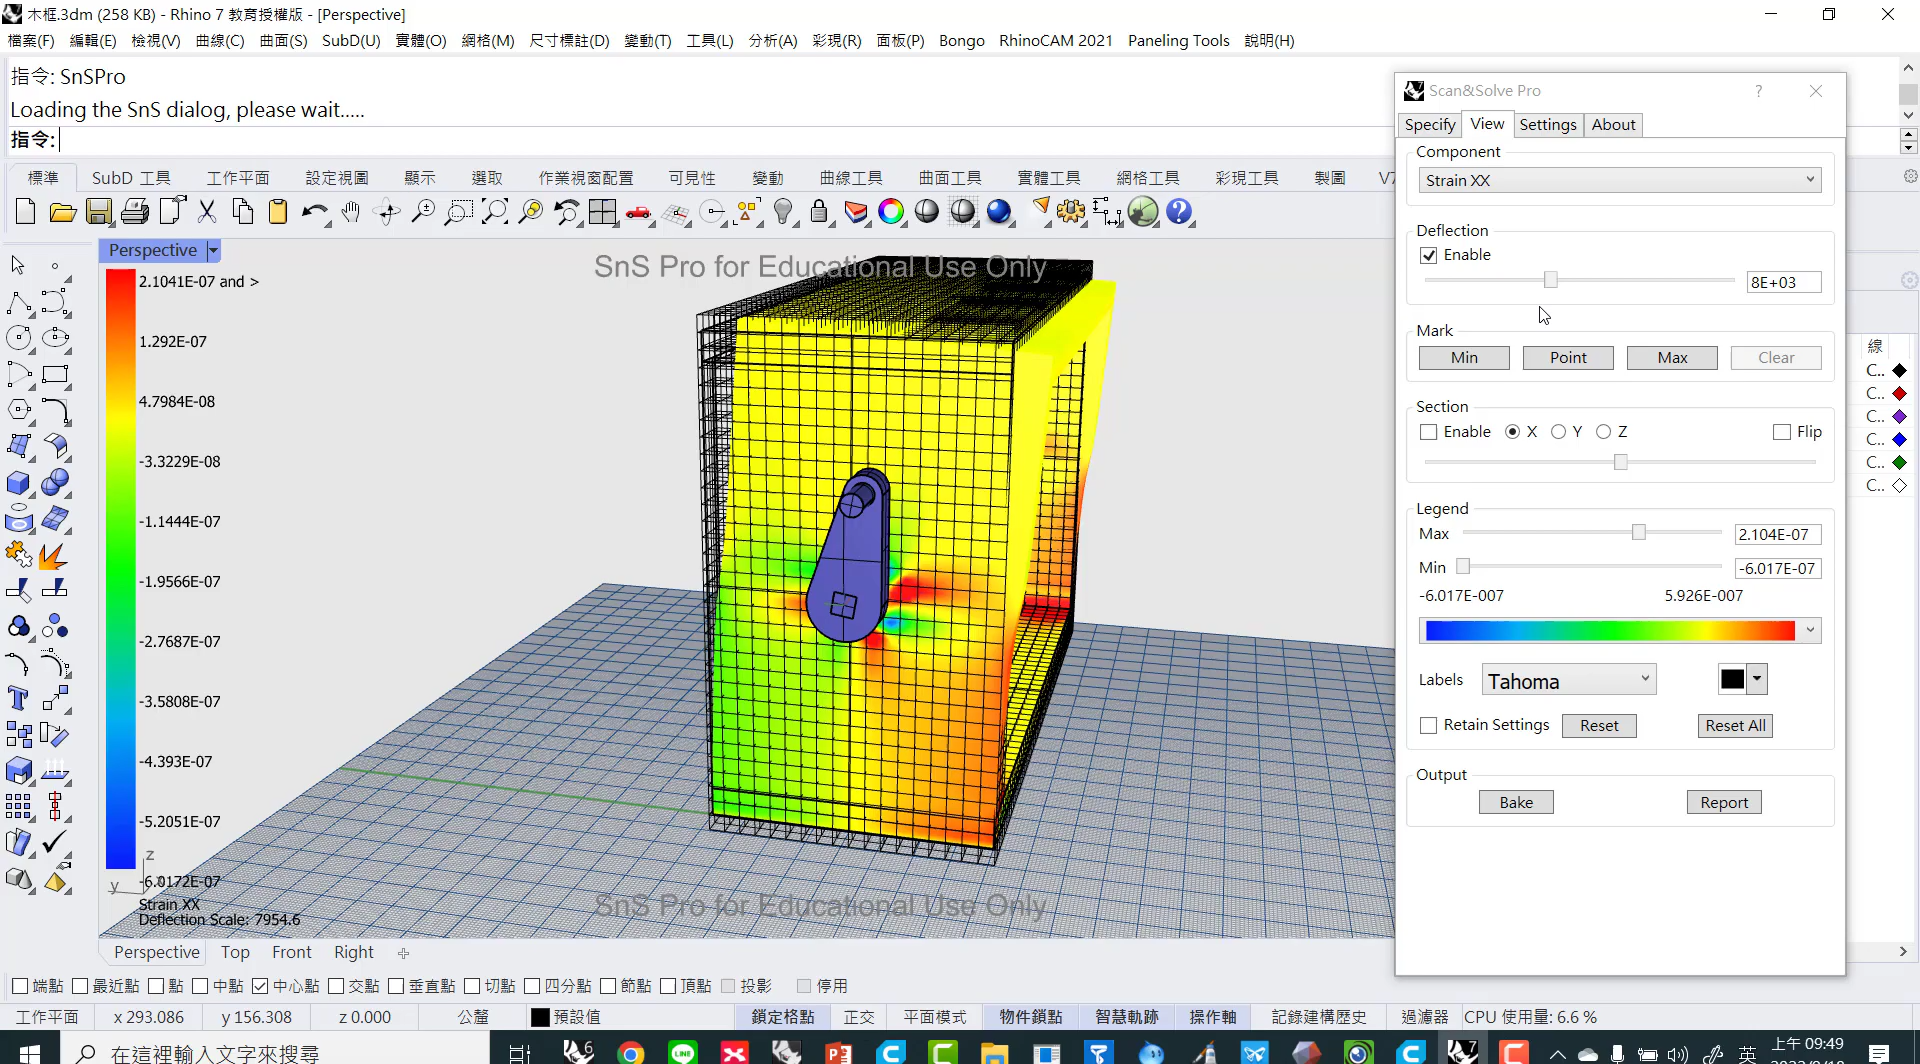 木框.3dm (258 KB) - Rhino 7 教育授權版 - [Perspective]
檔案(F) 編輯(E) 檢視(V) 曲線(C) 曲面(S) SubD(U) 實體(O) 網格(M) 尺寸標註(D) 變動(T) 工具(L) 分析(A) 彩現(R) 面板(P) Bongo RhinoCAM 2021 Paneling Tools 說明(H)
指令: SnSPro
Loading the SnS dialog, please wait.....
指令:
標準 SubD 工具 工作平面 設定視圖 顯示 選取 作業視窗配置 可見性 變動 曲線工具 曲面工具 實體工具 網格工具 彩現工具 製圖 V7
Perspective
SnS Pro for Educational Use Only
2.1041E-07 and >
1.292E-07
4.7984E-08
-3.3229E-08
-1.1444E-07
-1.9566E-07
-2.7687E-07
-3.5808E-07
-4.393E-07
-5.2051E-07
-6.0172E-07
z
y
Strain XX
Deflection Scale: 7954.6
SnS Pro for Educational Use Only
Scan&Solve Pro ?
Specify View Settings About
Component
Strain XX
Deflection
Enable
8E+03
Mark
Min Point Max Clear
Section
Enable X Y Z Flip
Legend
Max 2.104E-07
Min -6.017E-07
-6.017E-007 5.926E-007
Labels Tahoma
Retain Settings Reset Reset All
Output
Bake Report
線
C..
C..
C..
C..
C..
C..
Perspective Top Front Right
端點 最近點 點 中點 中心點 交點 垂直點 切點 四分點 節點 頂點 投影 停用
工作平面 x 293.086 y 156.308 z 0.000 公釐 預設值 鎖定格點 正交 平面模式 物件鎖點 智慧軌跡 操作軸 記錄建構歷史 過濾器 CPU 使用量: 6.6 %
在這裡輸入文字來搜尋
英
上午 09:49